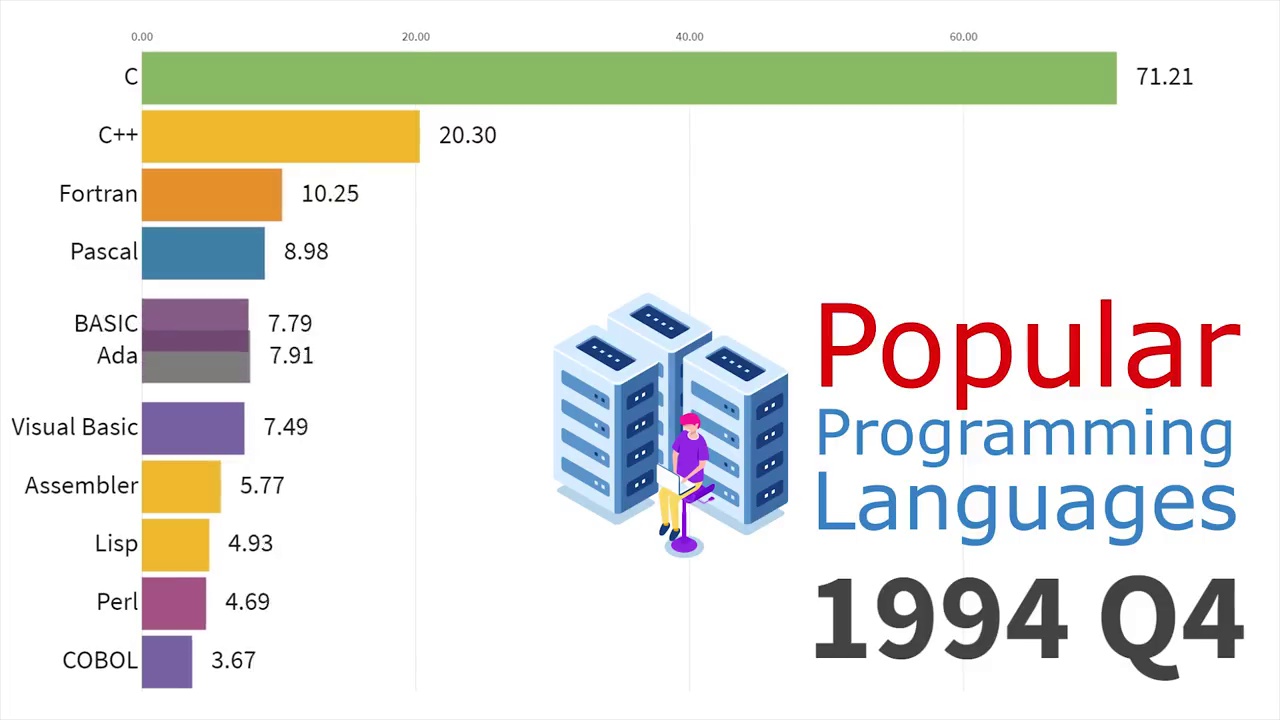 0.00 20.00 40.00 60.00
C 71.21
C++ 20.30
Fortran 10.25
Pascal 8.98
BASIC 7.79
Ada 7.91
Visual Basic 7.49
Assembler 5.77
Lisp 4.93
Perl 4.69
COBOL 3.67
Popular
Programming
Languages
1994 Q4